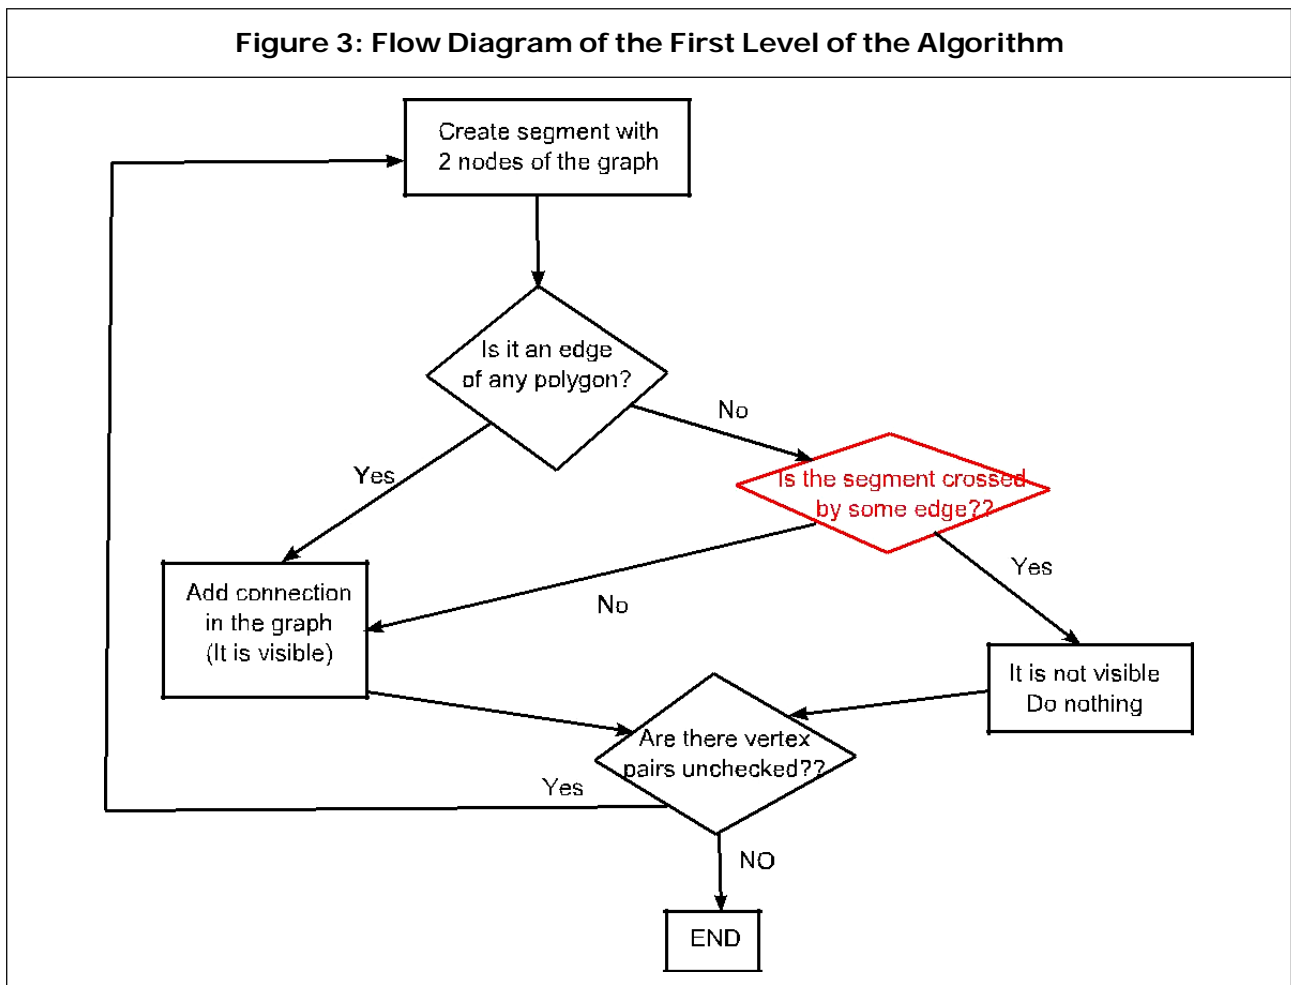 Figure 3: Flow Diagram of the First Level of the Algorithm
Create segment with
2 nodes of the graph
Is it an edge
of any polygon?
No
Yes
Is the segment crossed
by some edge??
Add connection
in the graph
(It is visible)
No
Yes
It is not visible
Do nothing
Are there vertex
pairs unchecked??
Yes
NO
END